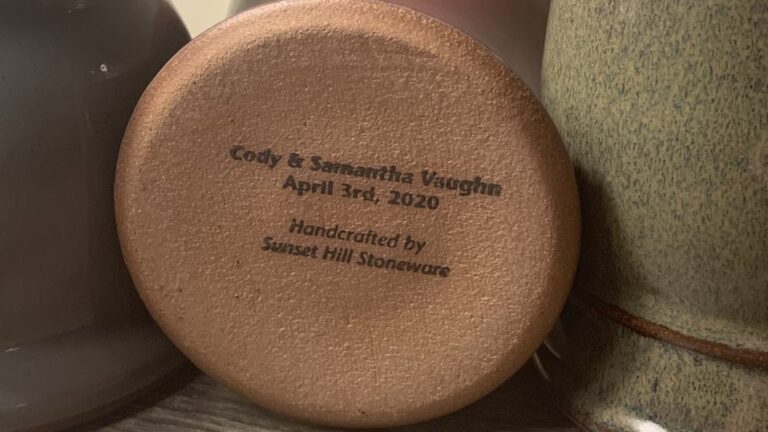 Cody & Samantha Vaughn
April 3rd, 2020
Handcrafted by
Sunset Hill Stoneware